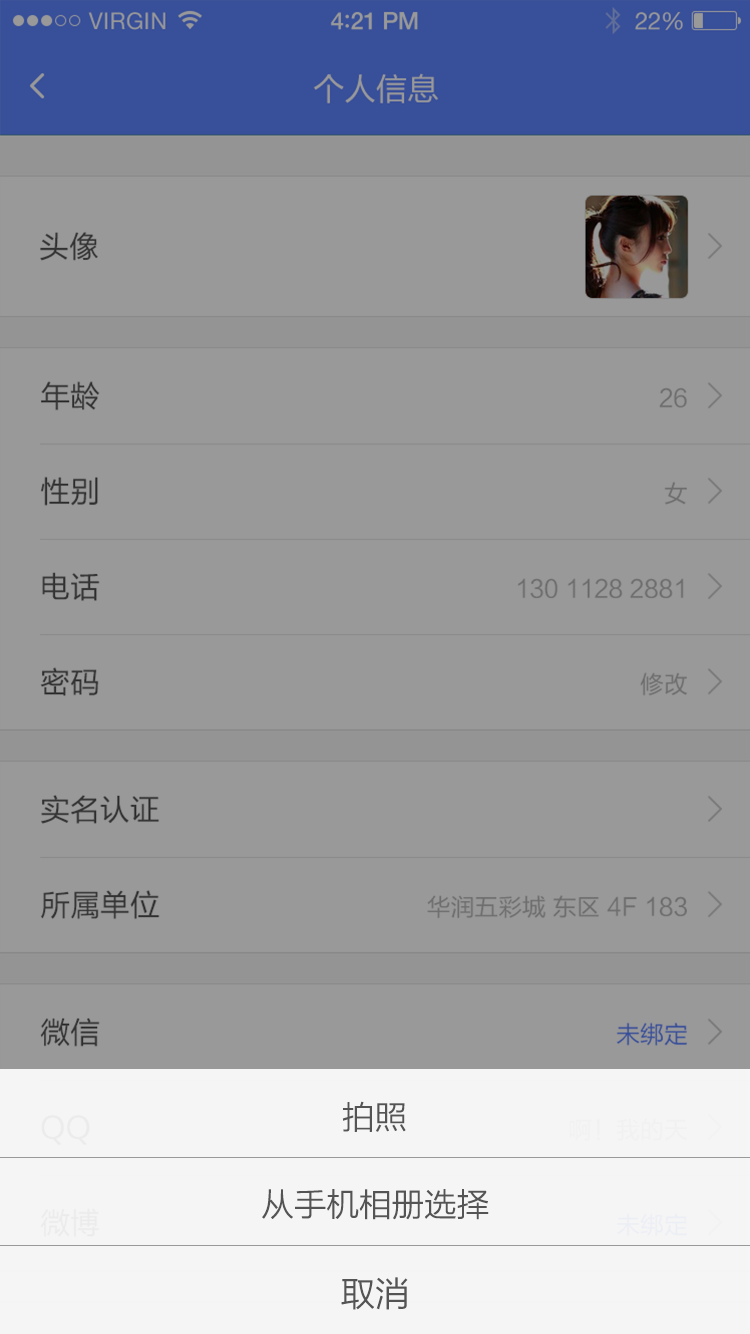 VIRGIN 4:21 PM 22%
个人信息
头像
年龄 26
性别 女
电话 130 1128 2881
密码 修改
实名认证
所属单位 华润五彩城 东区 4F 183
微信 未绑定
拍照
QQ 啊！我的天
从手机相册选择
微博 未绑定
取消